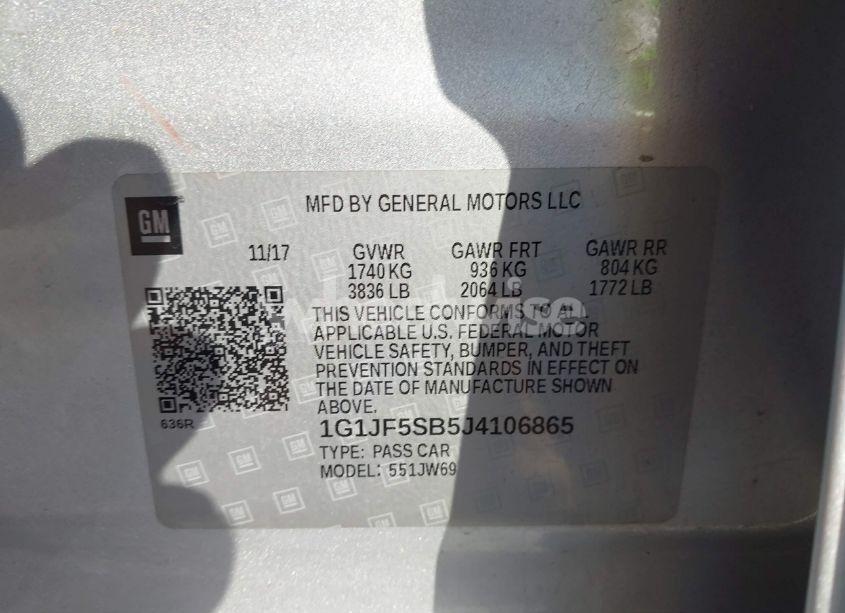 GM
MFD BY GENERAL MOTORS LLC
11/17 GVWR GAWR FRT GAWR RR
1740 KG 936 KG 804 KG
3836 LB 2064 LB 1772 LB
THIS VEHICLE CONFORMS TO ALL
APPLICABLE U.S. FEDERAL MOTOR
VEHICLE SAFETY, BUMPER, AND THEFT
PREVENTION STANDARDS IN EFFECT ON
THE DATE OF MANUFACTURE SHOWN
ABOVE.
636R
1G1JF5SB5J4106865
TYPE: PASS CAR
MODEL: 551JW69